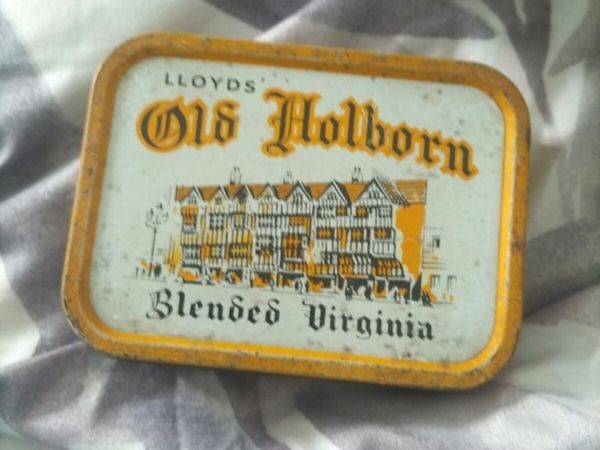 LLOYDS'
Old Holborn
Blended Virginia